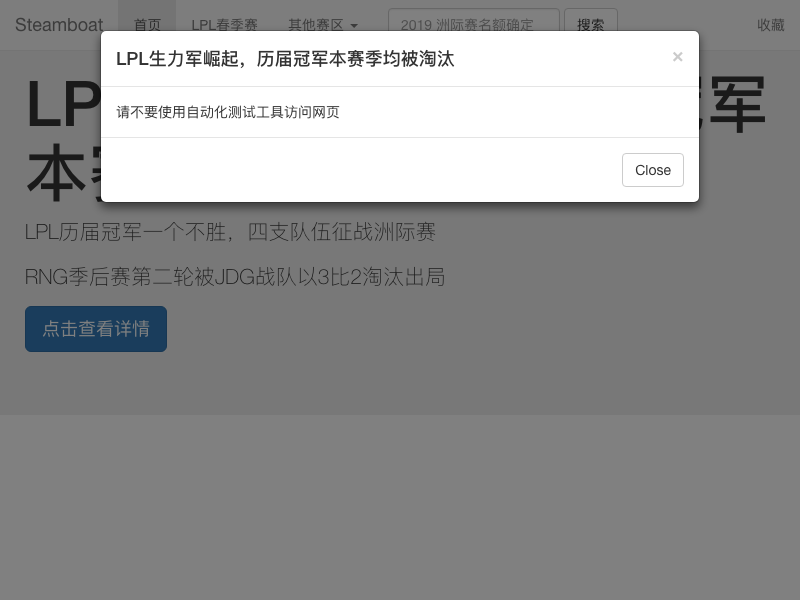 Steamboat 首页 LPL春季赛 其他赛区 2019 洲际赛名额确定 搜索 收藏
LPL生力军崛起，历届冠军本赛季均被淘汰 ×
请不要使用自动化测试工具访问网页
Close
LP
冠军
本赛
LPL历届冠军一个不胜，四支队伍征战洲际赛
RNG季后赛第二轮被JDG战队以3比2淘汰出局
点击查看详情